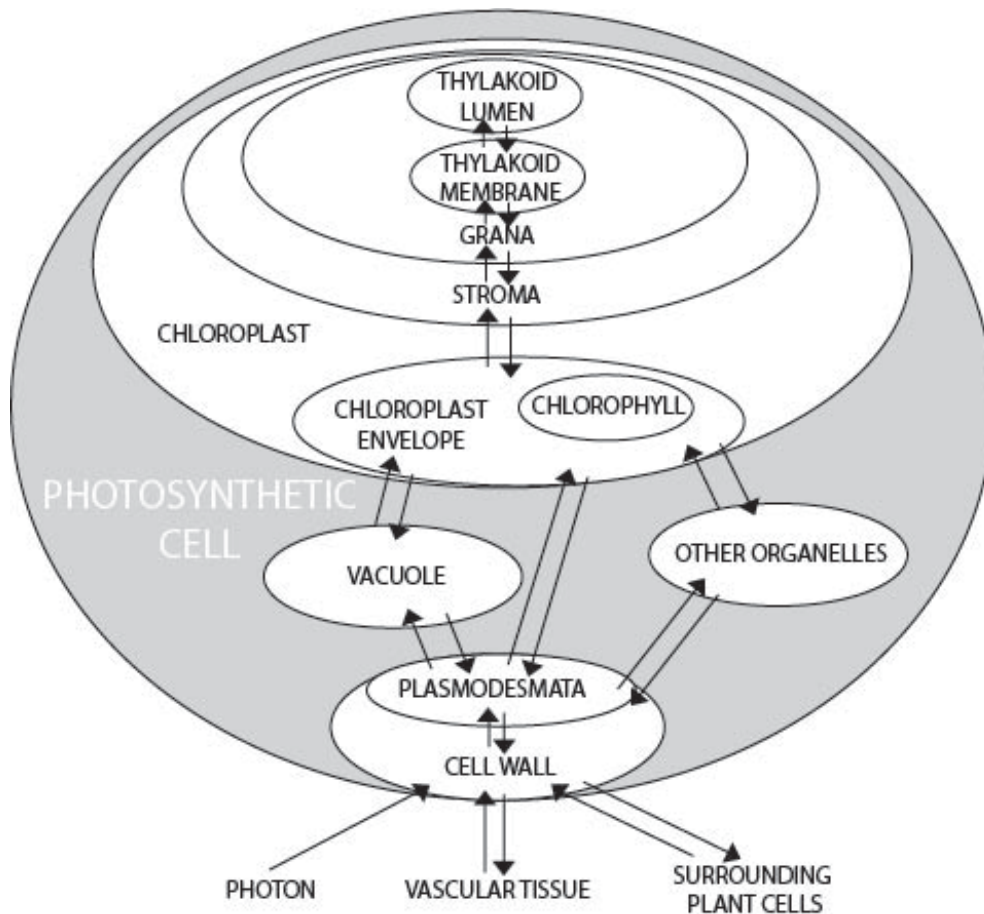 THYLAKOID
LUMEN
THYLAKOID
MEMBRANE
GRANA
STROMA
CHLOROPLAST
CHLOROPLAST
ENVELOPE
CHLOROPHYLL
PHOTOSYNTHETIC
CELL
VACUOLE
OTHER ORGANELLES
PLASMODESMATA
CELL WALL
PHOTON
VASCULAR TISSUE
SURROUNDING
PLANT CELLS